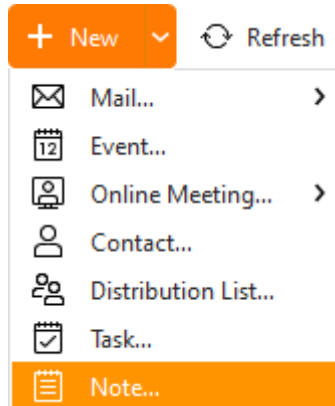 New Refresh
Mail...
12 Event...
Online Meeting...
Contact...
Distribution List...
Task...
Note...